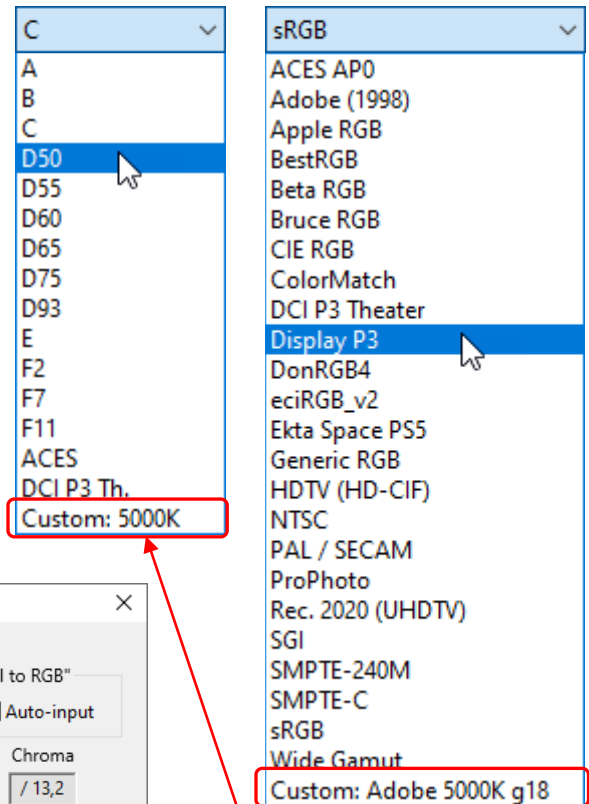 C
A
B
C
D50
D55
D60
D65
D75
D93
E
F2
F7
F11
ACES
DCI P3 Th.
Custom: 5000K
sRGB
ACES AP0
Adobe (1998)
Apple RGB
BestRGB
Beta RGB
Bruce RGB
CIE RGB
ColorMatch
DCI P3 Theater
Display P3
DonRGB4
eciRGB_v2
Ekta Space PS5
Generic RGB
HDTV (HD-CIF)
NTSC
PAL / SECAM
ProPhoto
Rec. 2020 (UHDTV)
SGI
SMPTE-240M
SMPTE-C
sRGB
Wide Gamut
Custom: Adobe 5000K g18
to RGB"
Auto-input
Chroma
/ 13,2